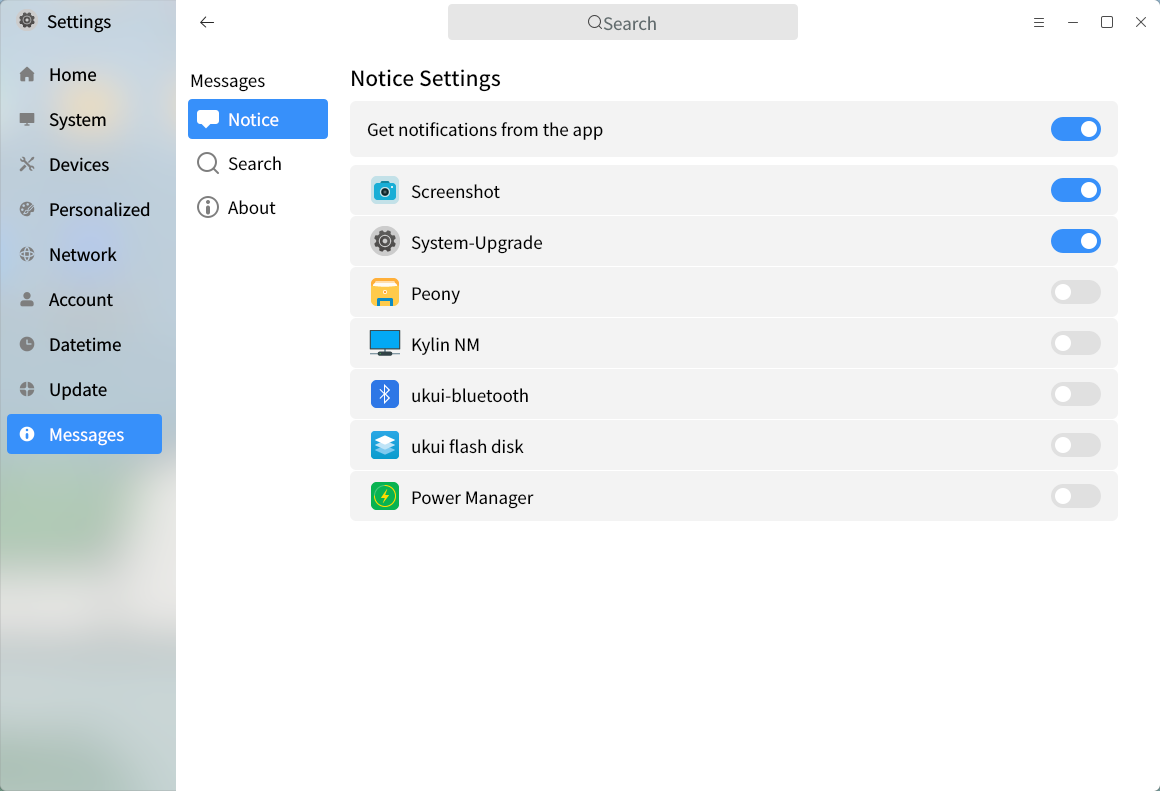 Settings
Search
Home
System
Devices
Personalized
Network
Account
Datetime
Update
Messages
Messages
Notice
Search
About
Notice Settings
Get notifications from the app
Screenshot
System-Upgrade
Peony
Kylin NM
ukui-bluetooth
ukui flash disk
Power Manager